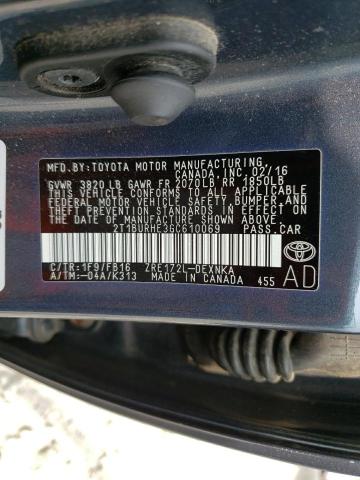 MFD.BY:TOYOTA MOTOR MANUFACTURING
CANADA, INC. 02/16
GVWR 3820 LB GAWR FR 2070LB RR 1850LB
THIS VEHICLE CONFORMS TO ALL APPLICABLE
FEDERAL MOTOR VEHICLE SAFETY AND
THEFT PREVENTION STANDARDS IN EFFECT ON
THE DATE OF MANUFACTURE SHOWN ABOVE.
2T1BURHE3GC610069 PASS.CAR
C/TR:1F9/FB16 ZRE172L-DEXNKA
A/TM:-04A/K313 MADE IN CANADA 455
AD
TOYOTA